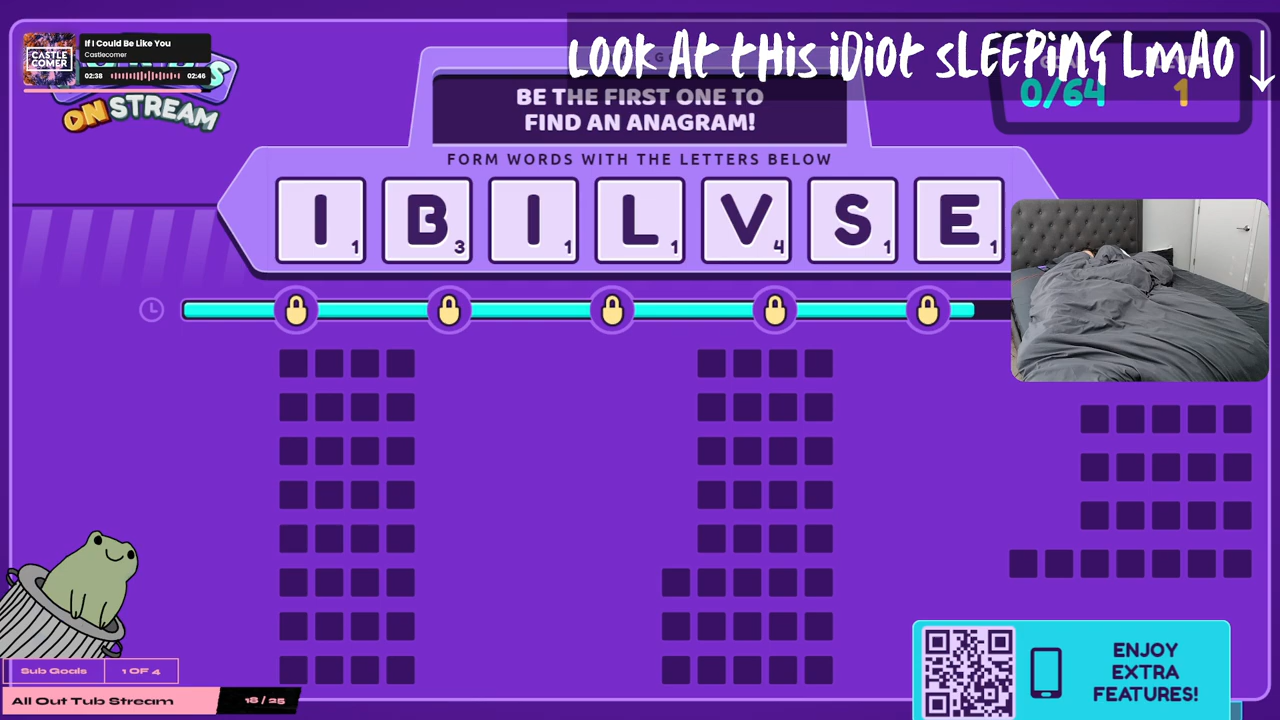 If I Could Be Like You
Castlecomer
CASTLE
COMER
02:38
02:46
ON STREAM
LOOK At tHis iDiot sLEEPiNG LmAO
0/64
1
BE THE FIRST ONE TO
FIND AN ANAGRAM!
FORM WORDS WITH THE LETTERS BELOW
I 1 B 3 I 1 L 1 V 4 S 1 E 1
Sub Goals
1 OF 4
All Out Tub Stream
18 / 25
ENJOY
EXTRA
FEATURES!